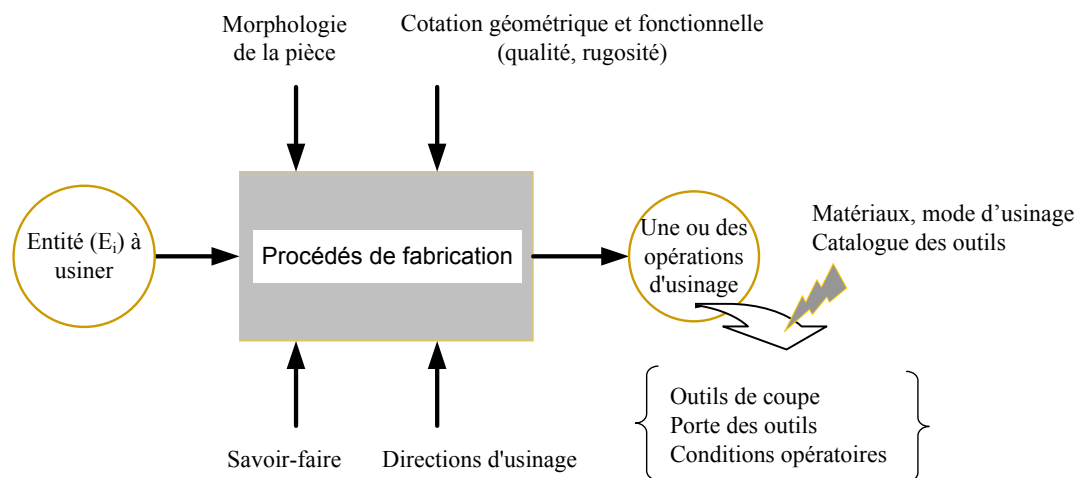 Morphologie
de la pièce
Cotation géométrique et fonctionnelle
(qualité, rugosité)
Entité (Ei) à
usiner
Procédés de fabrication
Une ou des
opérations
d'usinage
Matériaux, mode d’usinage
Catalogue des outils
Savoir-faire
Directions d'usinage
Outils de coupe
Porte des outils
Conditions opératoires